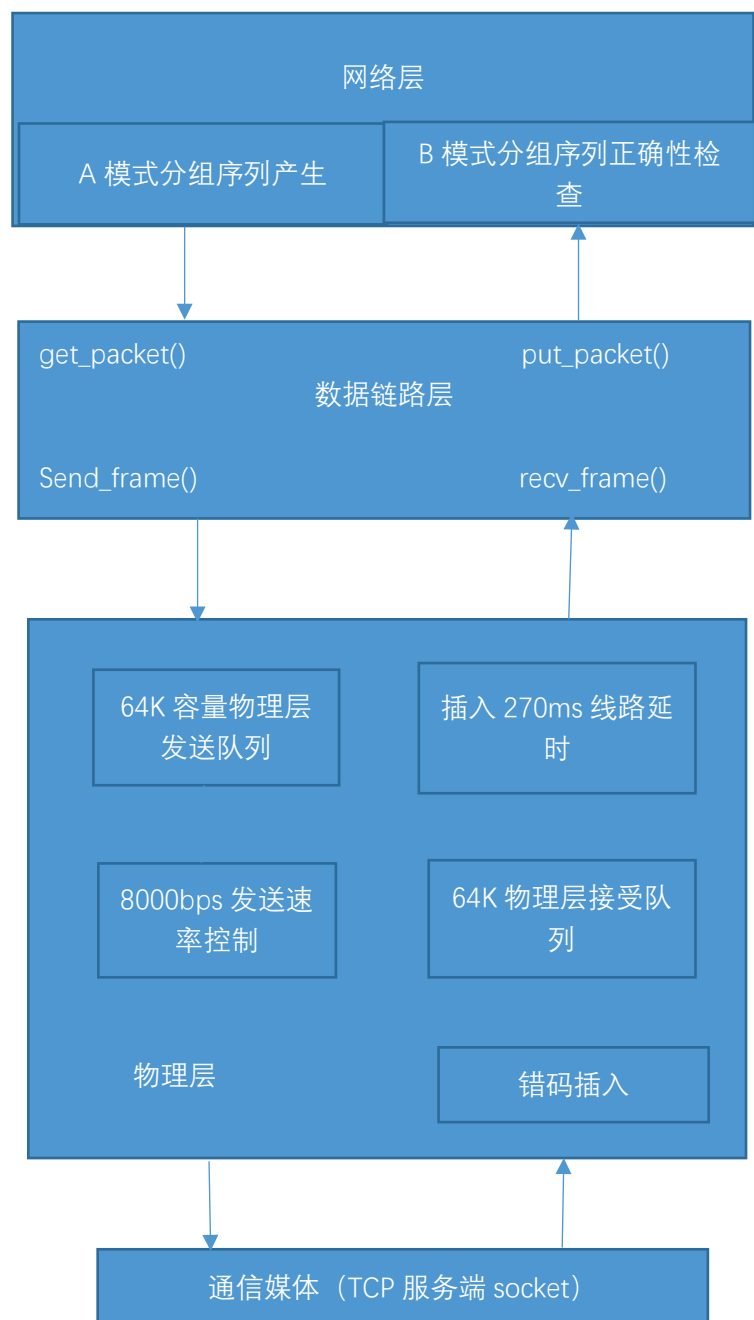 网络层
A 模式分组序列产生
B 模式分组序列正确性检
查
get_packet()
put_packet()
数据链路层
Send_frame()
recv_frame()
64K 容量物理层
发送队列
插入 270ms 线路延
时
8000bps 发送速
率控制
64K 物理层接受队
列
物理层
错码插入
通信媒体（TCP 服务端 socket）